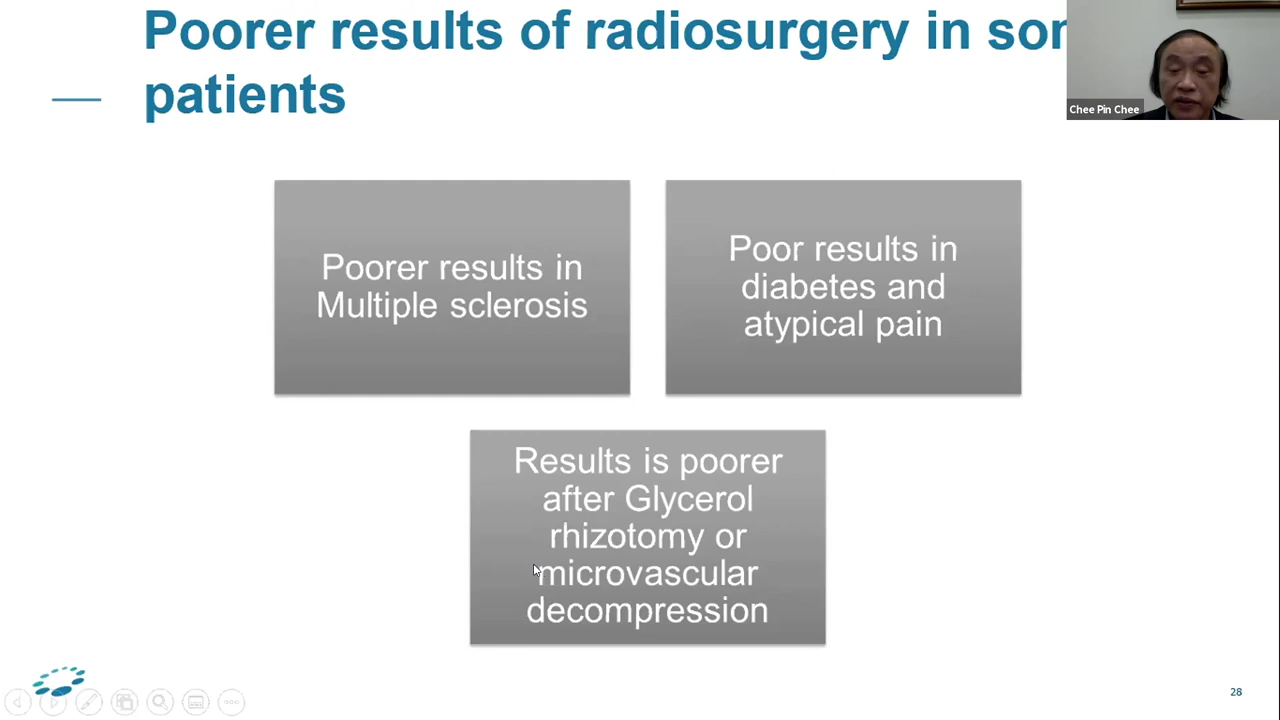 Poorer results of radiosurgery in
patients
Chee Pin Chee
Poorer results in
Multiple sclerosis
Poor results in
diabetes and
atypical pain
Results is poorer
after Glycerol
rhizotomy or
microvascular
decompression
28